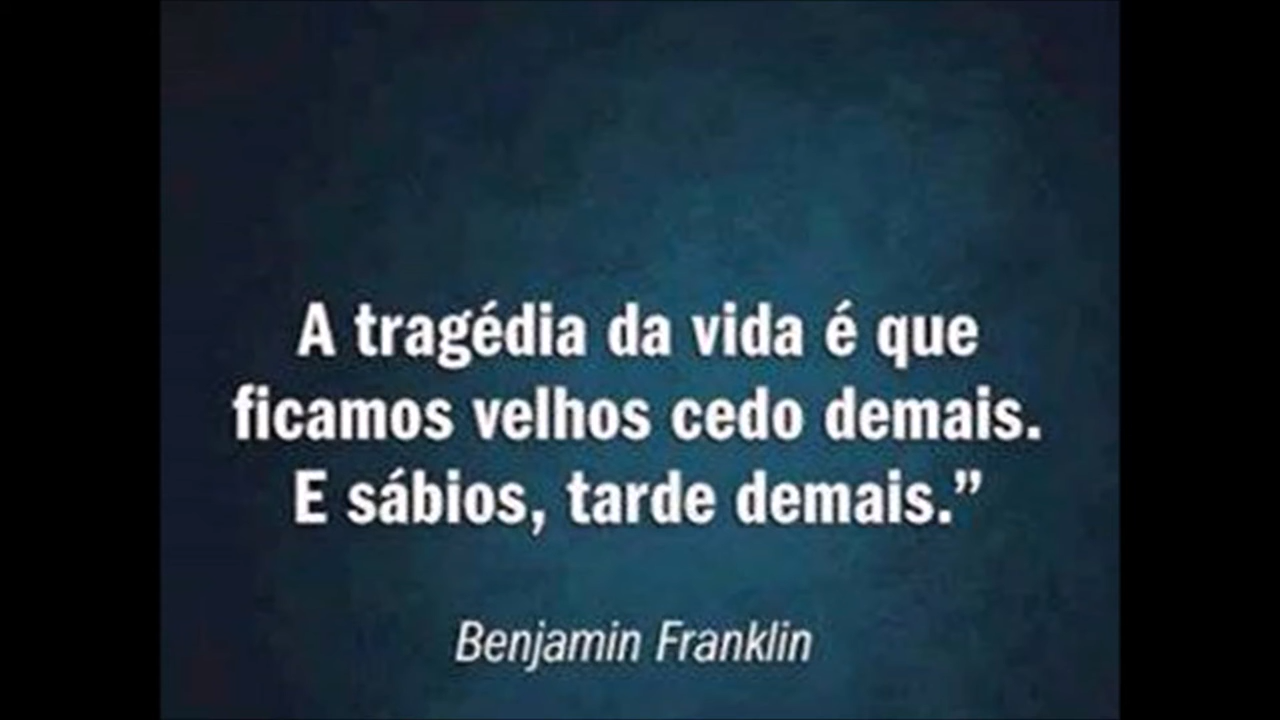 A tragédia da vida é que
ficamos velhos cedo demais.
E sábios, tarde demais.”
Benjamin Franklin